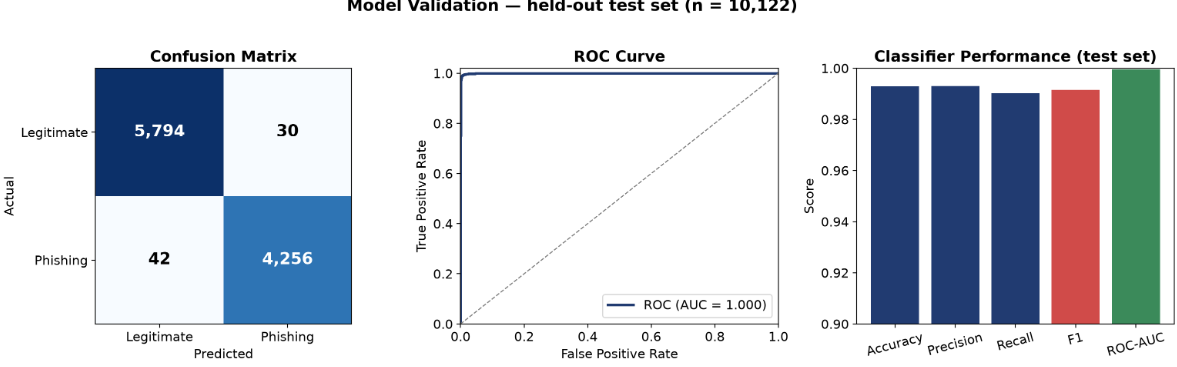 Model Validation — held-out test set (n = 10,122)
Confusion Matrix
Actual
Legitimate
Phishing
5,794
30
42
4,256
Legitimate
Phishing
Predicted
ROC Curve
True Positive Rate
1.0
0.8
0.6
0.4
0.2
0.0
ROC (AUC = 1.000)
0.0
0.2
0.4
0.6
0.8
1.0
False Positive Rate
Classifier Performance (test set)
Score
1.00
0.98
0.96
0.94
0.92
0.90
Accuracy
Precision
Recall
F1
ROC-AUC